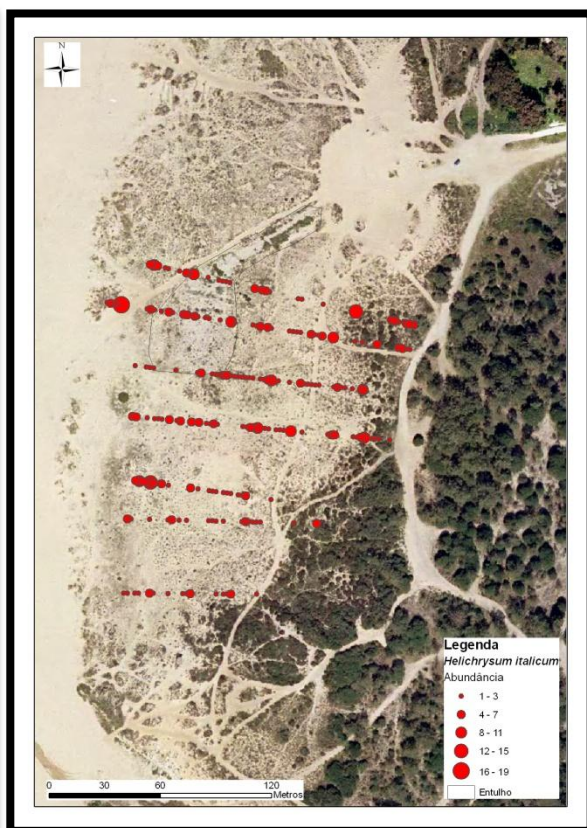 N
Legenda
Helichrysum italicum
Abundância
1 - 3
4 - 7
8 - 11
12 - 15
16 - 19
Entulho
0 30 60 120
Metros